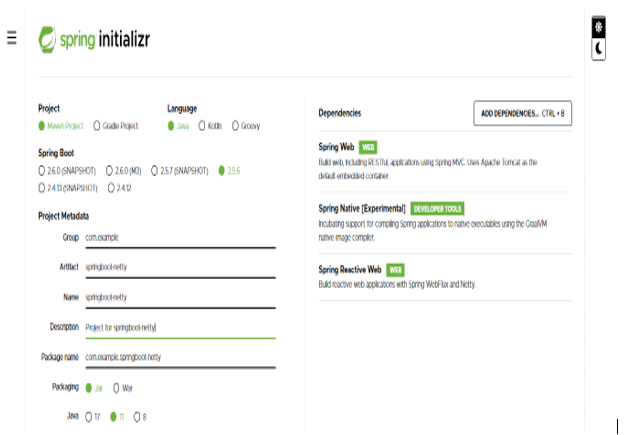 spring initializr
Project
Maven Project Gradle Project
Language
Java Kotlin Groovy
Spring Boot
2.6.0 (SNAPSHOT) 2.6.0 (M3) 2.5.7 (SNAPSHOT) 2.5.6
2.4.13 (SNAPSHOT) 2.4.12
Project Metadata
Group com.example
Artifact springboot-netty
Name springboot-netty
Description Project for springboot-netty
Package name com.example.springboot-netty
Packaging Jar War
Java 17 11 8
Dependencies
ADD DEPENDENCIES... CTRL + B
Spring Web WEB
Build web, including RESTful, applications using Spring MVC. Uses Apache Tomcat as the
default embedded container.
Spring Native [Experimental] DEVELOPER TOOLS
Incubating support for compiling Spring applications to native executables using the GraalVM
native image compiler.
Spring Reactive Web WEB
Build reactive web applications with Spring WebFlux and Netty.